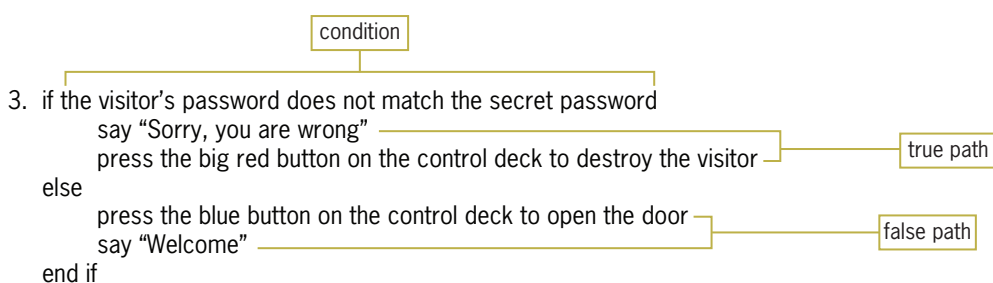 condition
3. if the visitor's password does not match the secret password
say “Sorry, you are wrong”
press the big red button on the control deck to destroy the visitor
true path
else
press the blue button on the control deck to open the door
say “Welcome”
false path
end if